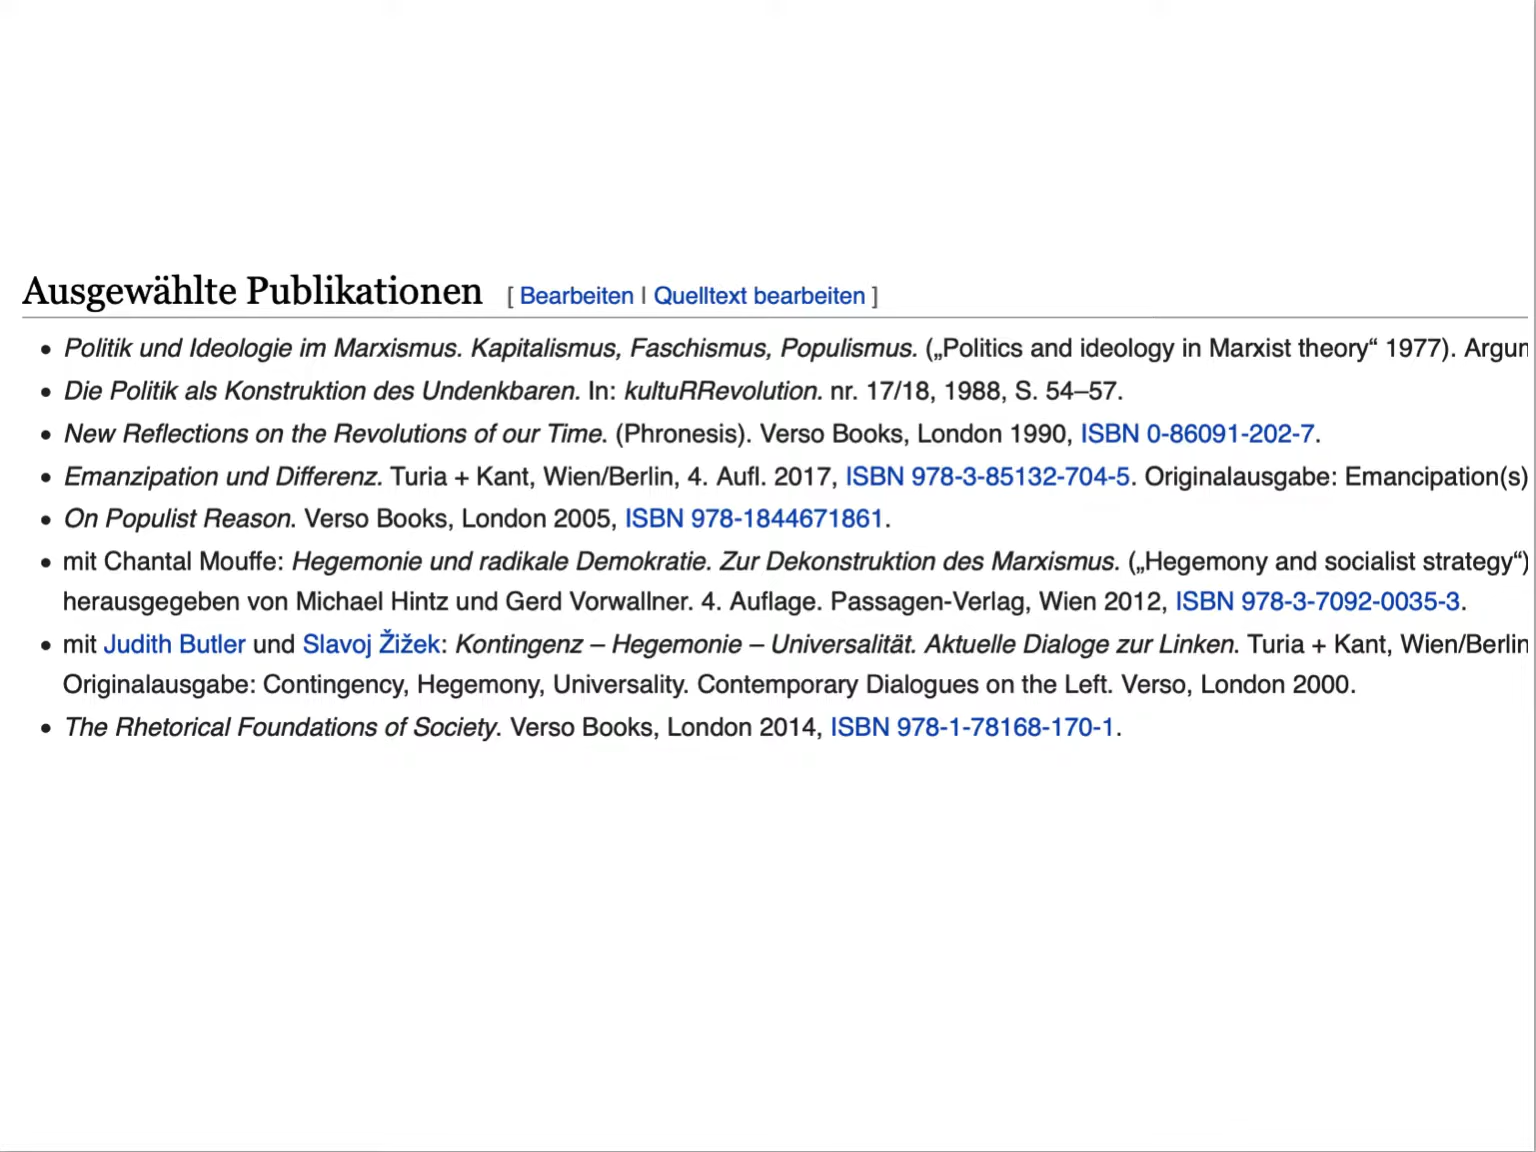 Ausgewählte Publikationen [ Bearbeiten | Quelltext bearbeiten ]
• Politik und Ideologie im Marxismus. Kapitalismus, Faschismus, Populismus. („Politics and ideology in Marxist theory“ 1977).
• Die Politik als Konstruktion des Undenkbaren. In: kultuRRevolution. nr. 17/18, 1988, S. 54–57.
• New Reflections on the Revolutions of our Time. (Phronesis). Verso Books, London 1990, ISBN 0-86091-202-7.
• Emanzipation und Differenz. Turia + Kant, Wien/Berlin, 4. Aufl. 2017, ISBN 978-3-85132-704-5. Originalausgabe: Emancipation(s)
• On Populist Reason. Verso Books, London 2005, ISBN 978-1844671861.
• mit Chantal Mouffe: Hegemonie und radikale Demokratie. Zur Dekonstruktion des Marxismus. („Hegemony and socialist strategy“)
herausgegeben von Michael Hintz und Gerd Vorwallner. 4. Auflage. Passagen-Verlag, Wien 2012, ISBN 978-3-7092-0035-3.
• mit Judith Butler und Slavoj Žižek: Kontingenz – Hegemonie – Universalität. Aktuelle Dialoge zur Linken. Turia + Kant, Wien/Berlin
Originalausgabe: Contingency, Hegemony, Universality. Contemporary Dialogues on the Left. Verso, London 2000.
• The Rhetorical Foundations of Society. Verso Books, London 2014, ISBN 978-1-78168-170-1.